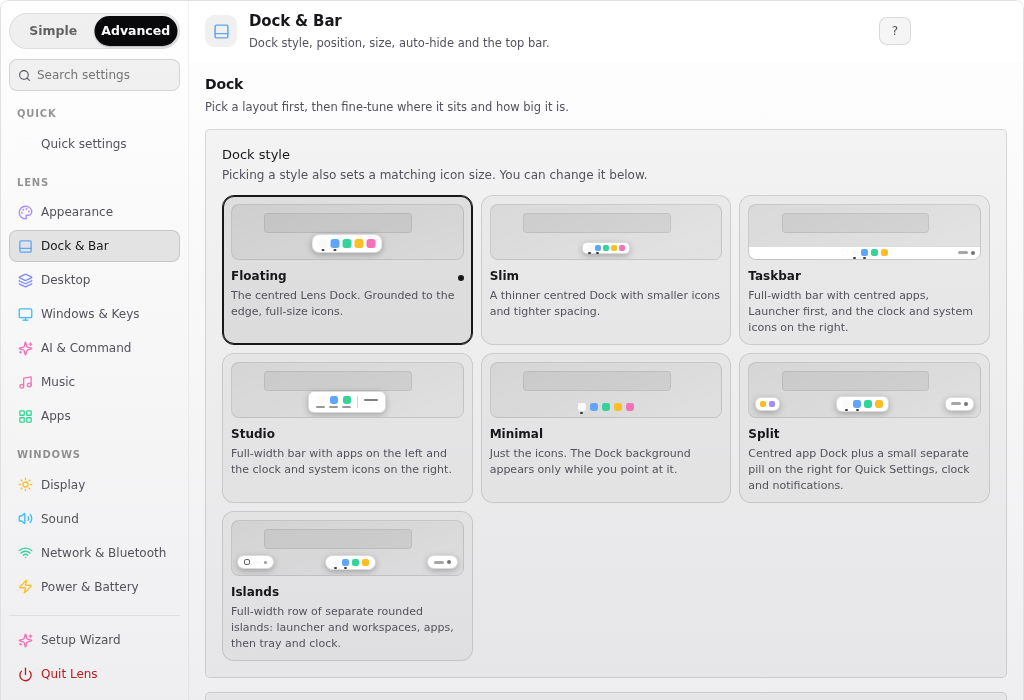 Simple
Advanced
Search settings
QUICK
Quick settings
LENS
Appearance
Dock & Bar
Desktop
Windows & Keys
AI & Command
Music
Apps
WINDOWS
Display
Sound
Network & Bluetooth
Power & Battery
Setup Wizard
Quit Lens
Dock & Bar
Dock style, position, size, auto-hide and the top bar.
?
Dock
Pick a layout first, then fine-tune where it sits and how big it is.
Dock style
Picking a style also sets a matching icon size. You can change it below.
Floating
The centred Lens Dock. Grounded to the
edge, full-size icons.
Slim
A thinner centred Dock with smaller icons
and tighter spacing.
Taskbar
Full-width bar with centred apps,
Launcher first, and the clock and system
icons on the right.
Studio
Full-width bar with apps on the left and
the clock and system icons on the right.
Minimal
Just the icons. The Dock background
appears only while you point at it.
Split
Centred app Dock plus a small separate
pill on the right for Quick Settings, clock
and notifications.
Islands
Full-width row of separate rounded
islands: launcher and workspaces, apps,
then tray and clock.